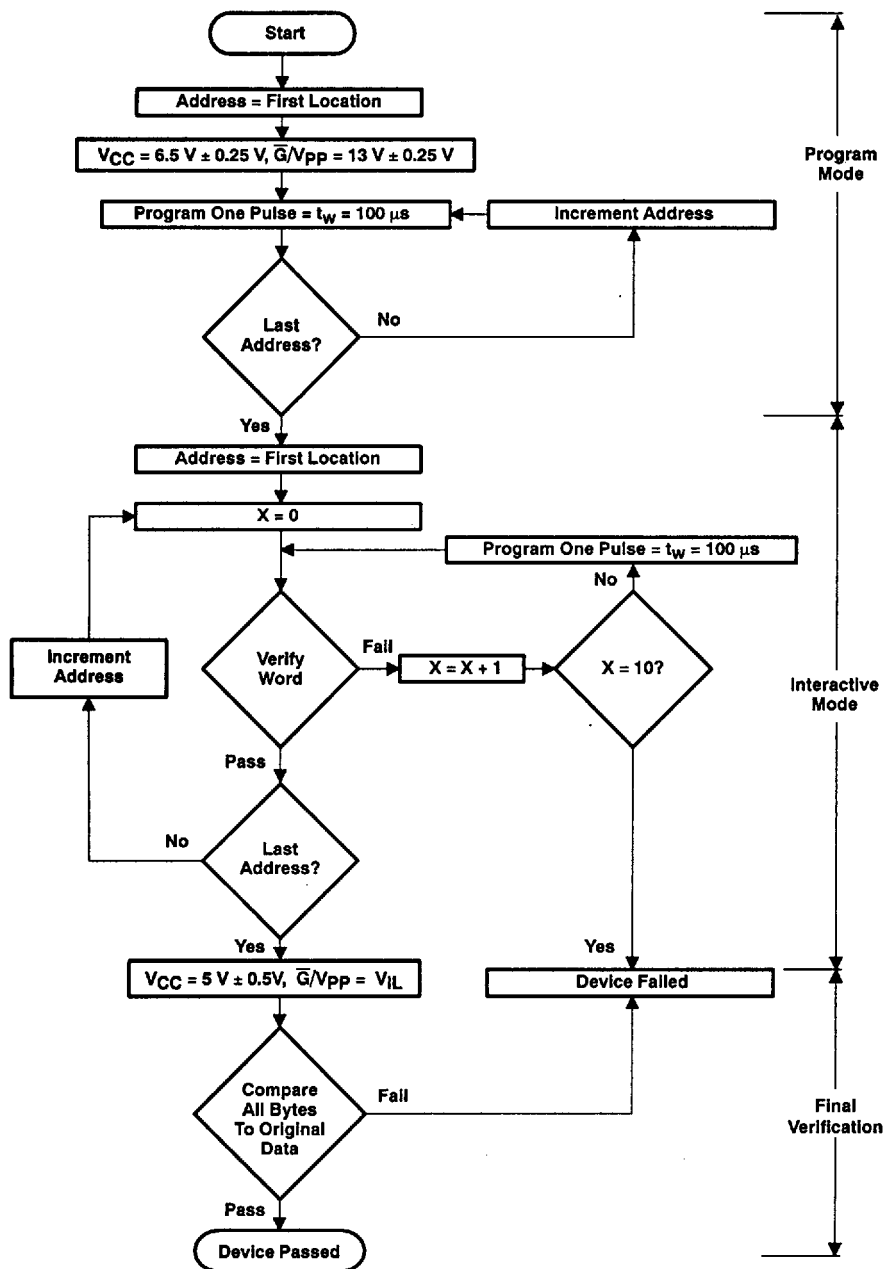 Start
Address = First Location
VCC = 6.5 V ± 0.25 V, G̅/VPP = 13 V ± 0.25 V
Program
Mode
Program One Pulse = tw = 100 µs
Increment Address
Last
Address?
No
Yes
Address = First Location
X = 0
Program One Pulse = tw = 100 µs
No
Increment
Address
Verify
Word
Fail
X = X + 1
X = 10?
Interactive
Mode
Pass
No
Last
Address?
Yes
Yes
VCC = 5 V ± 0.5V, G̅/VPP = VIL
Device Failed
Compare
All Bytes
To Original
Data
Fail
Final
Verification
Pass
Device Passed